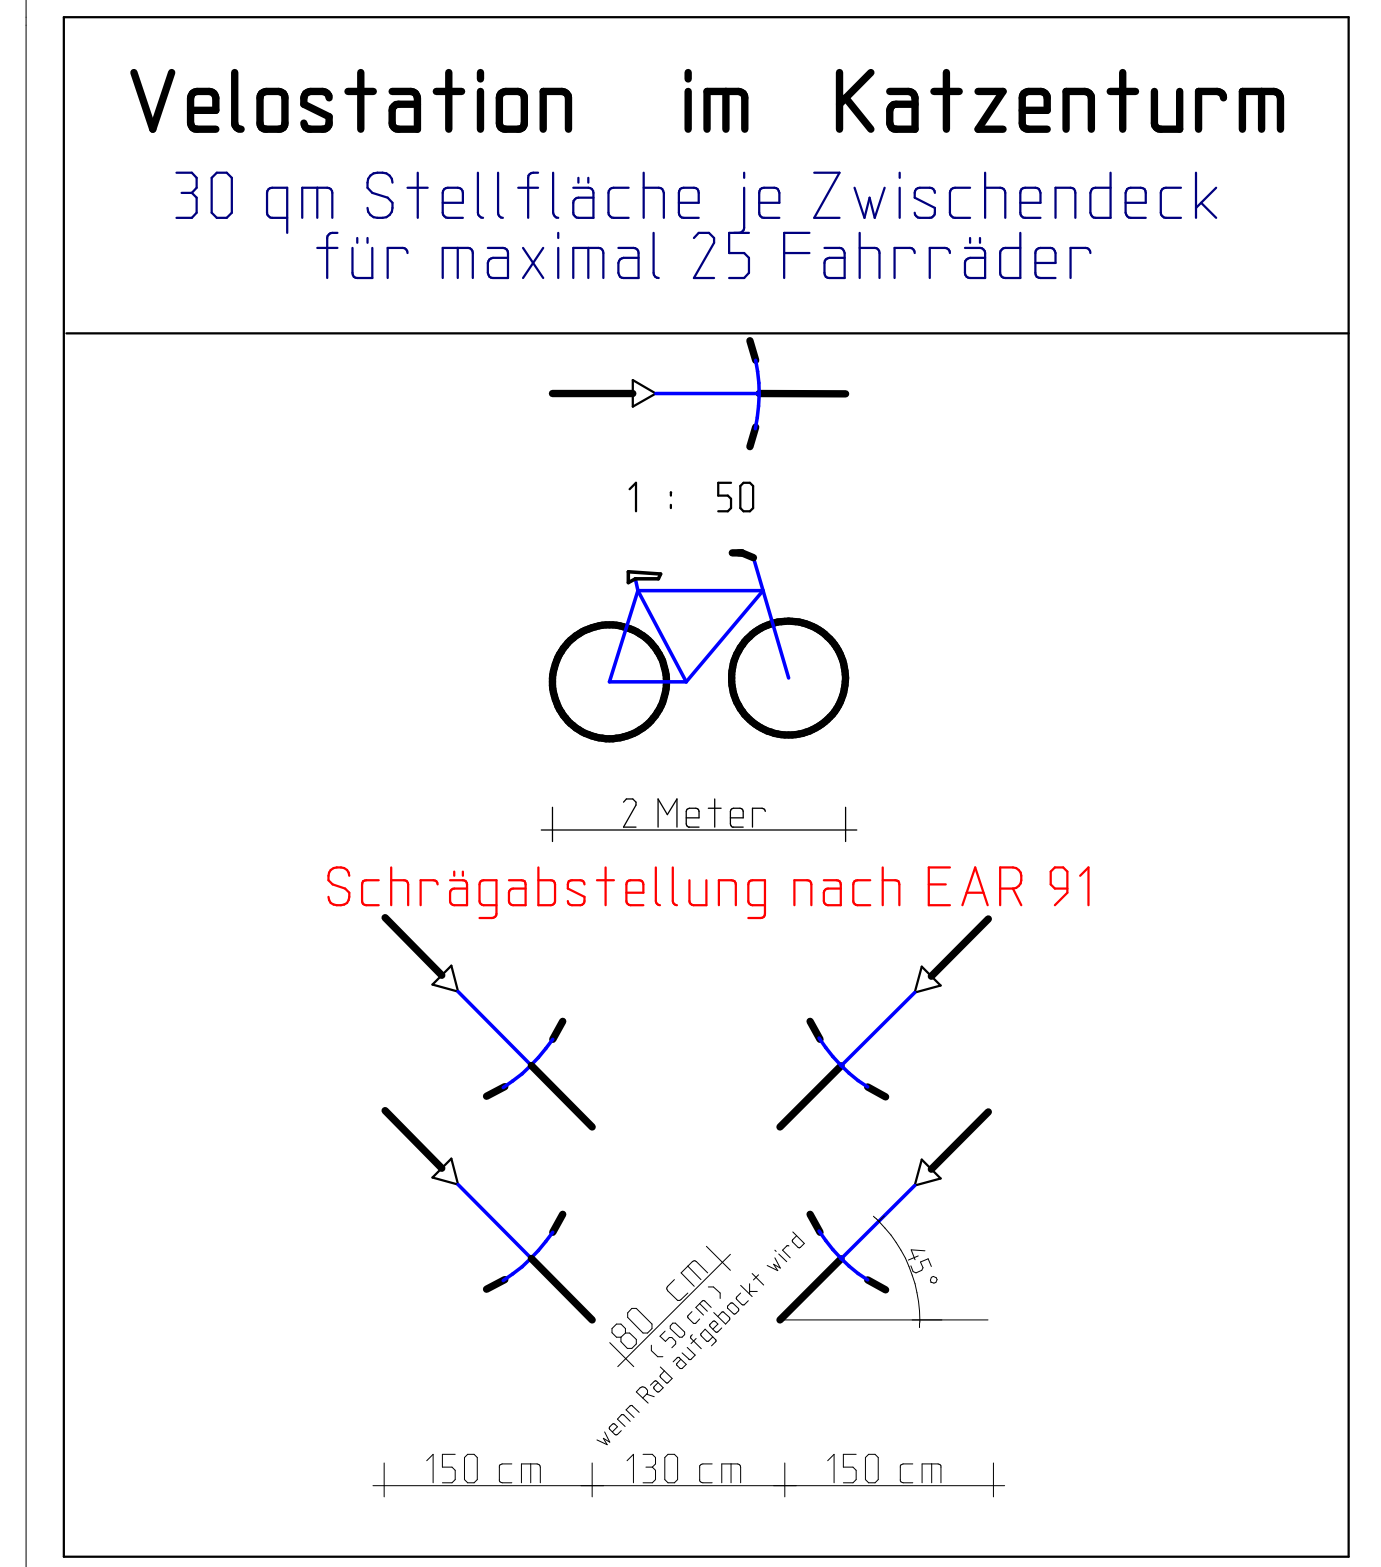 Velostation im Katzenturm
30 qm Stellfläche je Zwischendeck
für maximal 25 Fahrräder
1 : 50
2 Meter
Schrägabstellung nach EAR 91
45°
80 cm
( 50 cm )
wenn Rad aufgebockt wird
150 cm 130 cm 150 cm